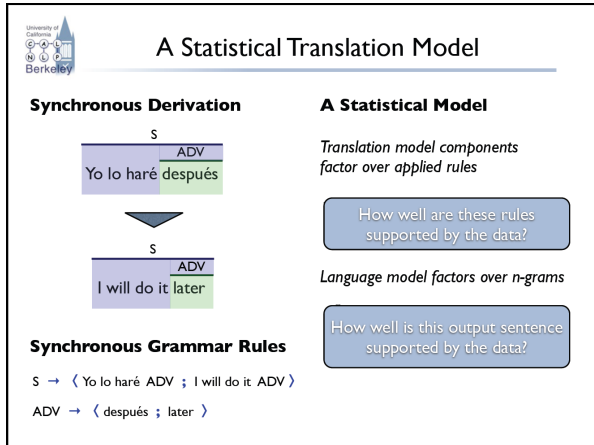 University of
California
C A L
N L P
Berkeley
A Statistical Translation Model
Synchronous Derivation
S
ADV
Yo lo haré después
S
ADV
I will do it later
Synchronous Grammar Rules
S → ⟨ Yo lo haré ADV ; I will do it ADV ⟩
ADV → ⟨ después ; later ⟩
A Statistical Model
Translation model components
factor over applied rules
How well are these rules
supported by the data?
Language model factors over n-grams
How well is this output sentence
supported by the data?